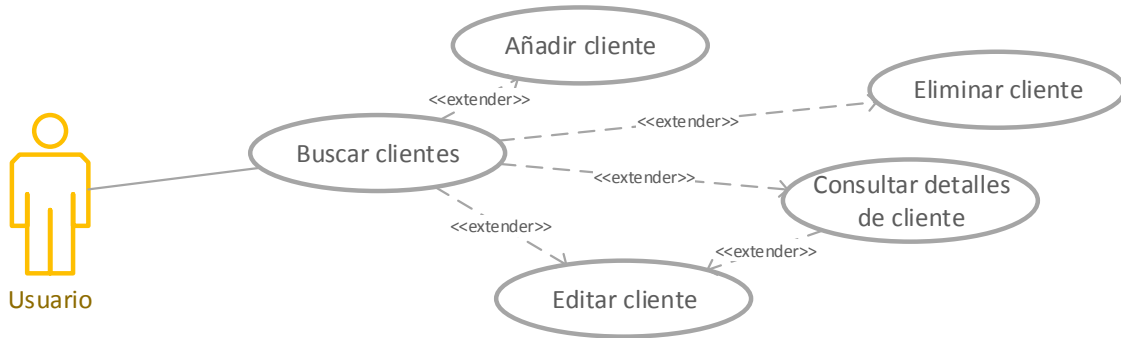 Añadir cliente
<<extender>>
Eliminar cliente
<<extender>>
Buscar clientes
<<extender>>
Consultar detalles
de cliente
<<extender>>
<<extender>>
Editar cliente
Usuario